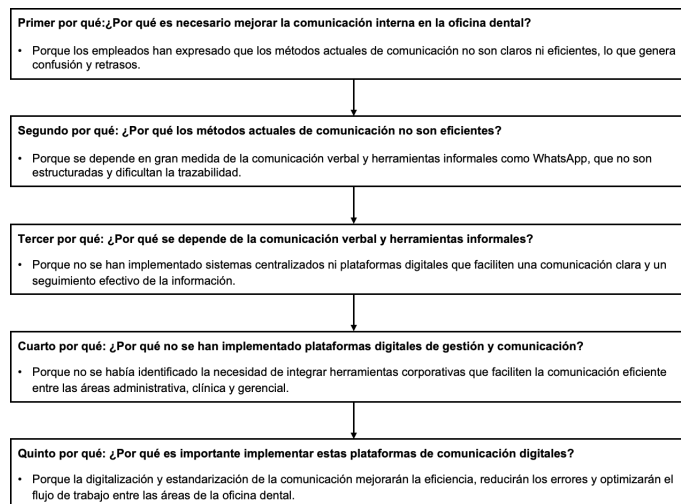 Primer por qué:¿Por qué es necesario mejorar la comunicación interna en la oficina dental?
• Porque los empleados han expresado que los métodos actuales de comunicación no son claros ni eficientes, lo que genera
confusión y retrasos.
Segundo por qué: ¿Por qué los métodos actuales de comunicación no son eficientes?
• Porque se depende en gran medida de la comunicación verbal y herramientas informales como WhatsApp, que no son
estructuradas y dificultan la trazabilidad.
Tercer por qué: ¿Por qué se depende de la comunicación verbal y herramientas informales?
• Porque no se han implementado sistemas centralizados ni plataformas digitales que faciliten una comunicación clara y un
seguimiento efectivo de la información.
Cuarto por qué: ¿Por qué no se han implementado plataformas digitales de gestión y comunicación?
• Porque no se había identificado la necesidad de integrar herramientas corporativas que faciliten la comunicación eficiente
entre las áreas administrativa, clínica y gerencial.
Quinto por qué: ¿Por qué es importante implementar estas plataformas de comunicación digitales?
• Porque la digitalización y estandarización de la comunicación mejorarán la eficiencia, reducirán los errores y optimizarán el
flujo de trabajo entre las áreas de la oficina dental.